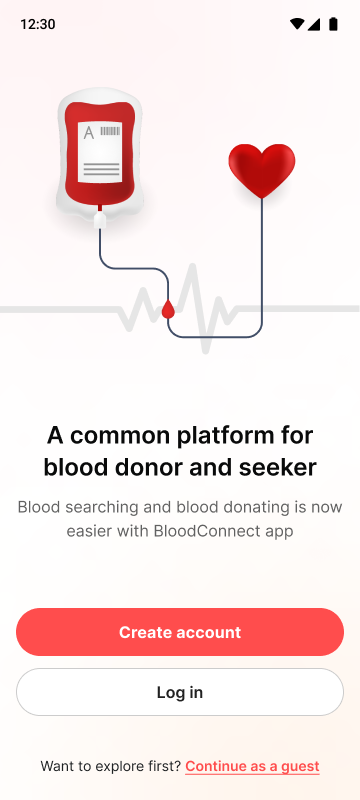 12:30
A
A common platform for
blood donor and seeker
Blood searching and blood donating is now
easier with BloodConnect app
Create account
Log in
Want to explore first? Continue as a guest